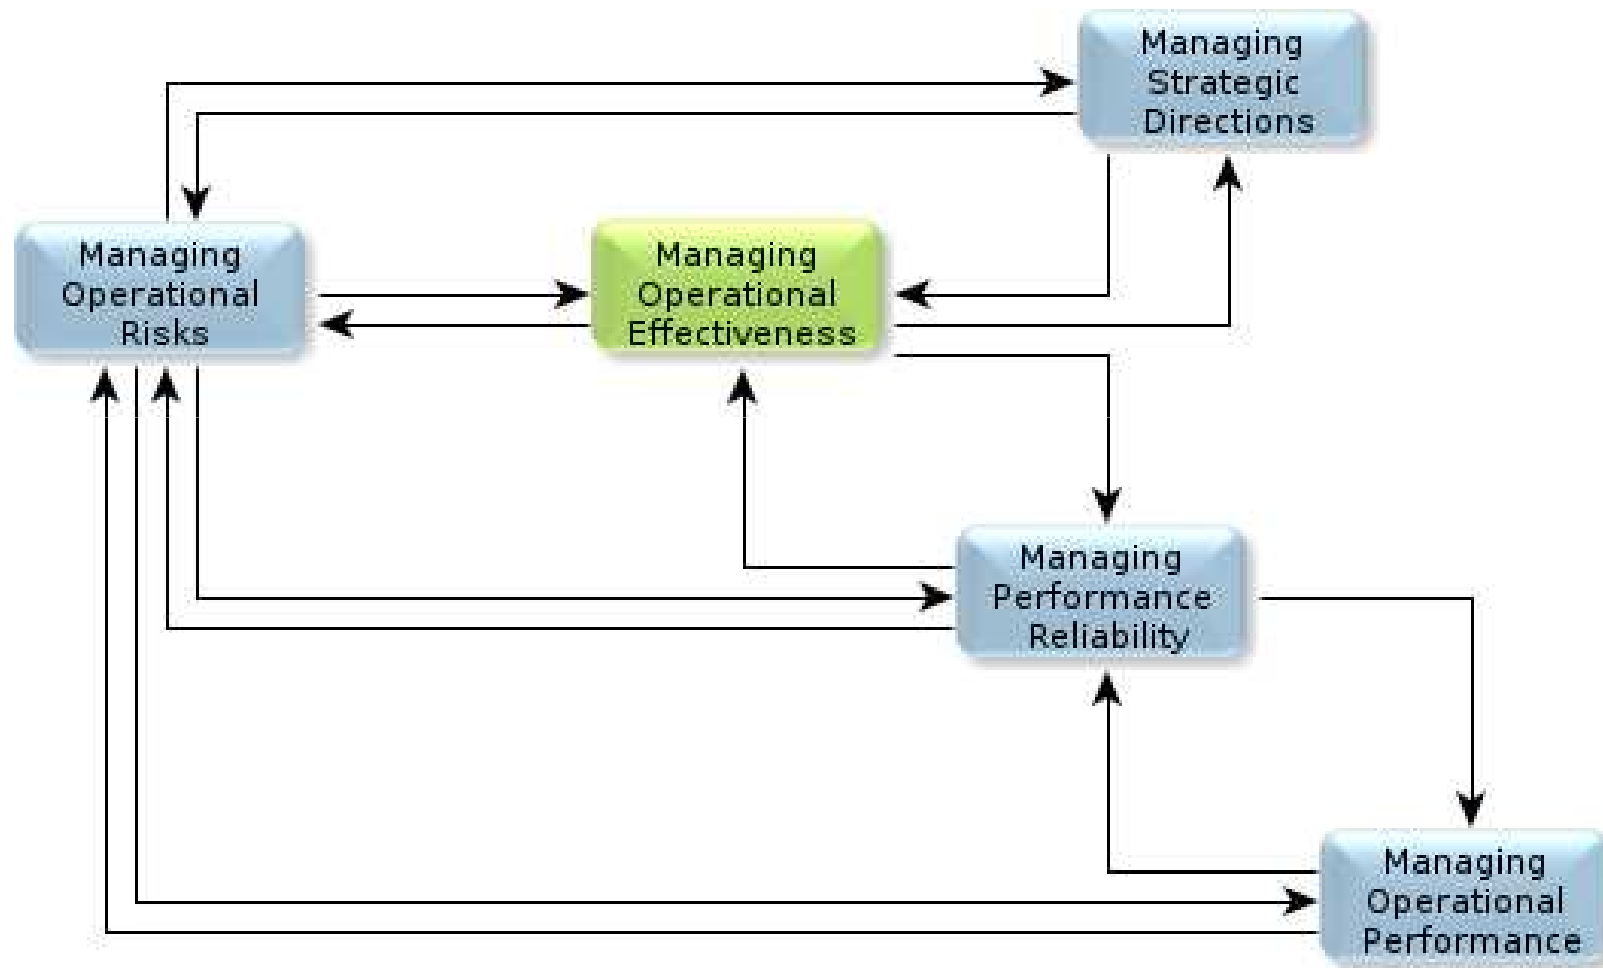 Managing
Strategic
Directions
Managing
Operational
Risks
Managing
Operational
Effectiveness
Managing
Performance
Reliability
Managing
Operational
Performance